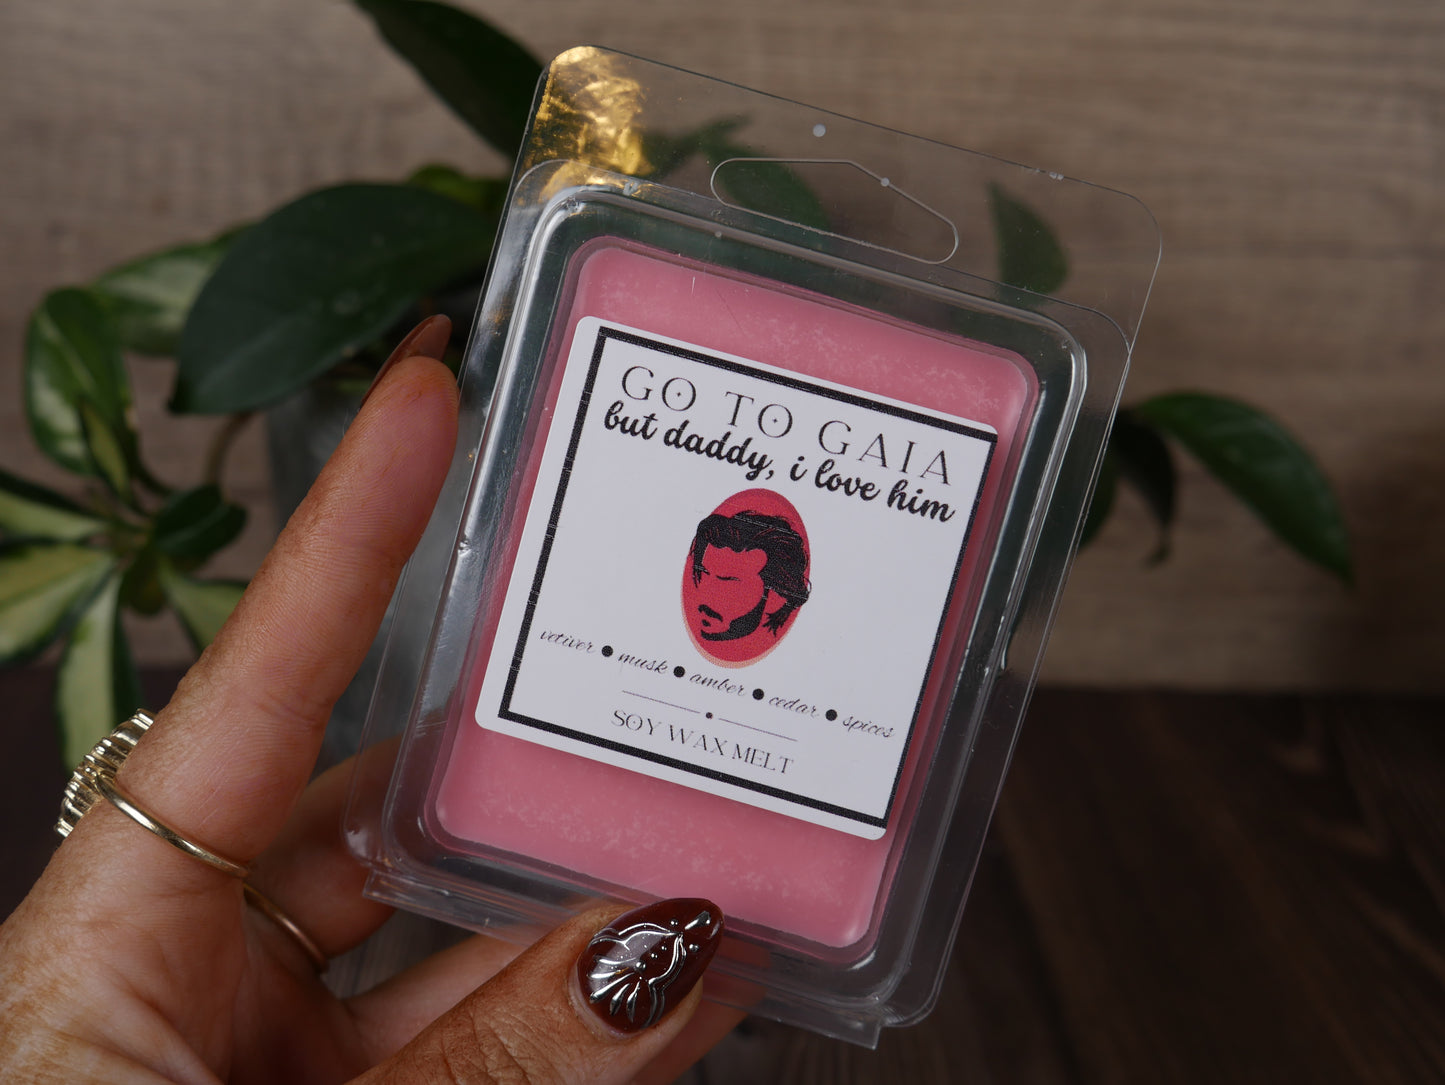 GO TO GAIA
but daddy, i love him
vetiver ● musk ● amber ● cedar ● spices
SOY WAX MELT